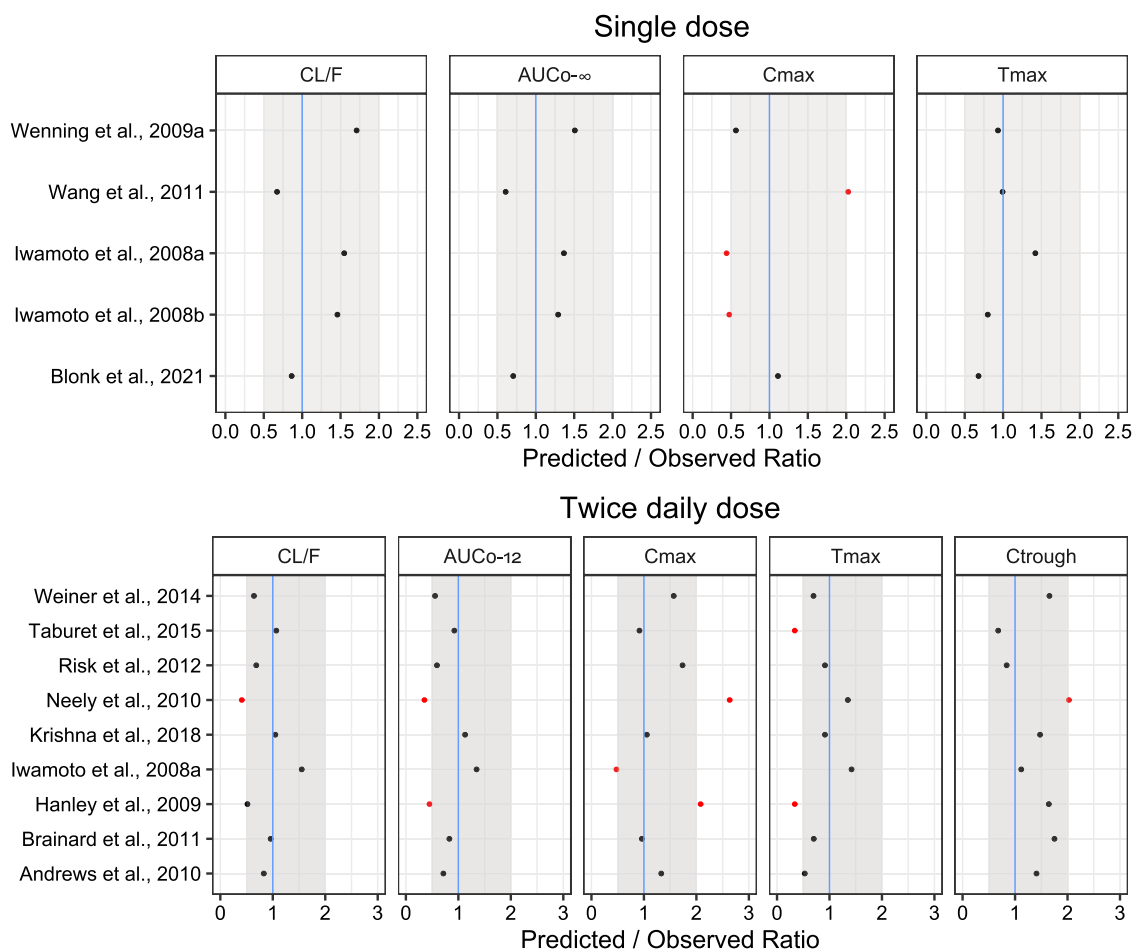 Single dose
CL/F AUC0-∞ Cmax Tmax
Wenning et al., 2009a
Wang et al., 2011
Iwamoto et al., 2008a
Iwamoto et al., 2008b
Blonk et al., 2021
0.0 0.5 1.0 1.5 2.0 2.5 0.0 0.5 1.0 1.5 2.0 2.5 0.0 0.5 1.0 1.5 2.0 2.5 0.0 0.5 1.0 1.5 2.0 2.5
Predicted / Observed Ratio
Twice daily dose
CL/F AUC0-12 Cmax Tmax Ctrough
Weiner et al., 2014
Taburet et al., 2015
Risk et al., 2012
Neely et al., 2010
Krishna et al., 2018
Iwamoto et al., 2008a
Hanley et al., 2009
Brainard et al., 2011
Andrews et al., 2010
0 1 2 3 0 1 2 3 0 1 2 3 0 1 2 3 0 1 2 3
Predicted / Observed Ratio